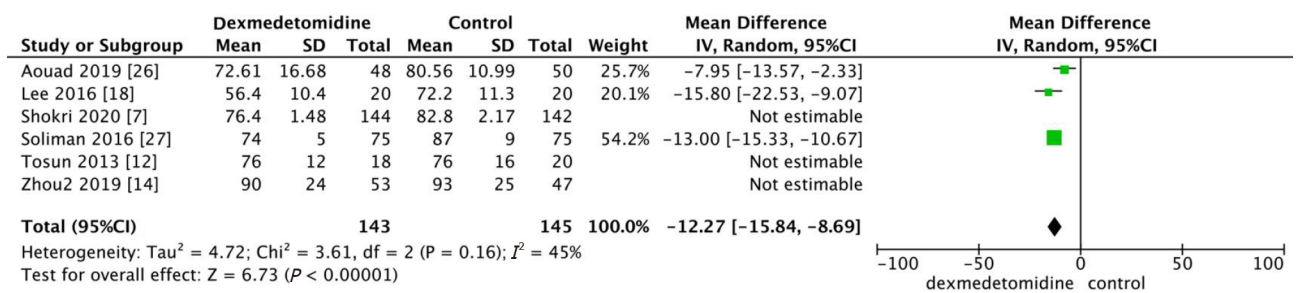 Dexmedetomidine Control Mean Difference Mean Difference
Study or Subgroup Mean SD Total Mean SD Total Weight IV, Random, 95%CI IV, Random, 95%CI
Aouad 2019 [26] 72.61 16.68 48 80.56 10.99 50 25.7% −7.95 [−13.57, −2.33]
Lee 2016 [18] 56.4 10.4 20 72.2 11.3 20 20.1% −15.80 [−22.53, −9.07]
Shokri 2020 [7] 76.4 1.48 144 82.8 2.17 142 Not estimable
Soliman 2016 [27] 74 5 75 87 9 75 54.2% −13.00 [−15.33, −10.67]
Tosun 2013 [12] 76 12 18 76 16 20 Not estimable
Zhou2 2019 [14] 90 24 53 93 25 47 Not estimable
Total (95%CI) 143 145 100.0% −12.27 [−15.84, −8.69]
Heterogeneity: Tau² = 4.72; Chi² = 3.61, df = 2 (P = 0.16); I² = 45%
Test for overall effect: Z = 6.73 (P < 0.00001)
−100 −50 0 50 100
dexmedetomidine control